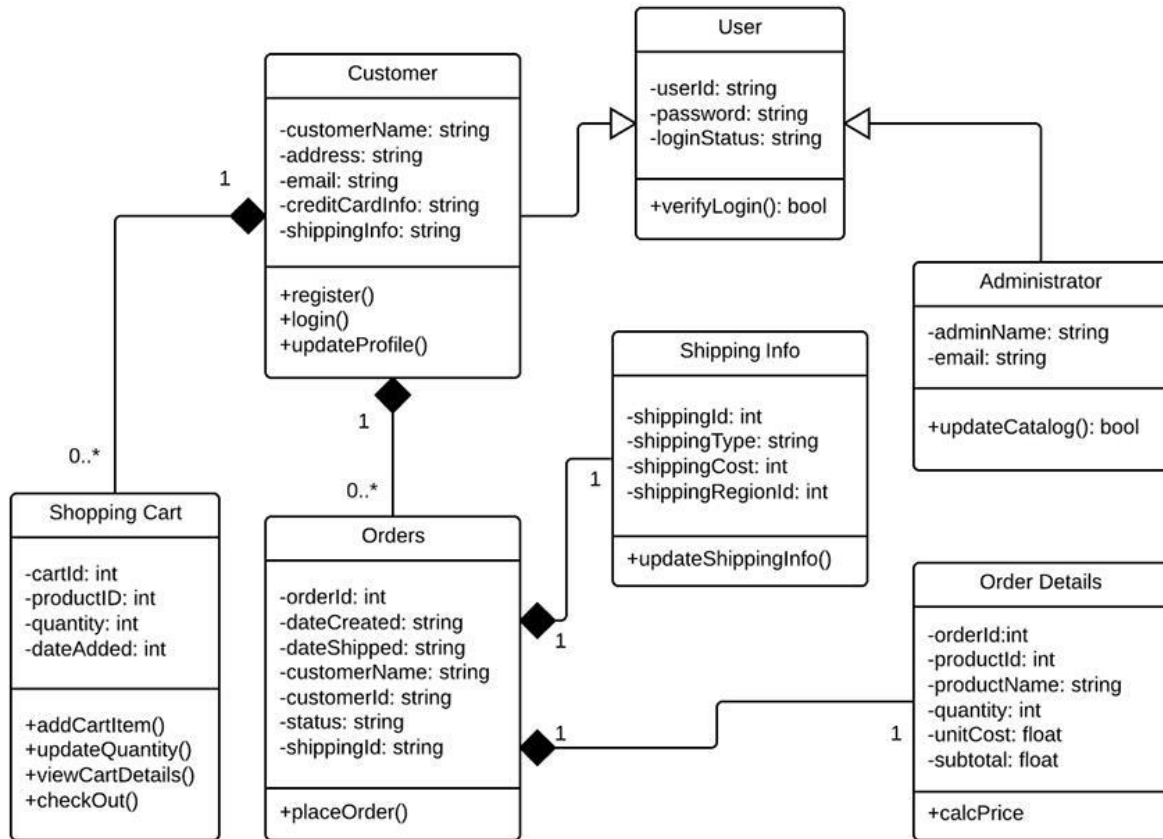 User
-userId: string
-password: string
-loginStatus: string
+verifyLogin(): bool
Customer
-customerName: string
-address: string
-email: string
-creditCardInfo: string
-shippingInfo: string
+register()
+login()
+updateProfile()
1
1
0..*
0..*
Administrator
-adminName: string
-email: string
+updateCatalog(): bool
Shipping Info
-shippingId: int
-shippingType: string
-shippingCost: int
-shippingRegionId: int
+updateShippingInfo()
1
1
Shopping Cart
-cartId: int
-productID: int
-quantity: int
-dateAdded: int
+addCartItem()
+updateQuantity()
+viewCartDetails()
+checkOut()
Orders
-orderId: int
-dateCreated: string
-dateShipped: string
-customerName: string
-customerId: string
-status: string
-shippingId: string
+placeOrder()
1
1
Order Details
-orderId:int
-productId: int
-productName: string
-quantity: int
-unitCost: float
-subtotal: float
+calcPrice